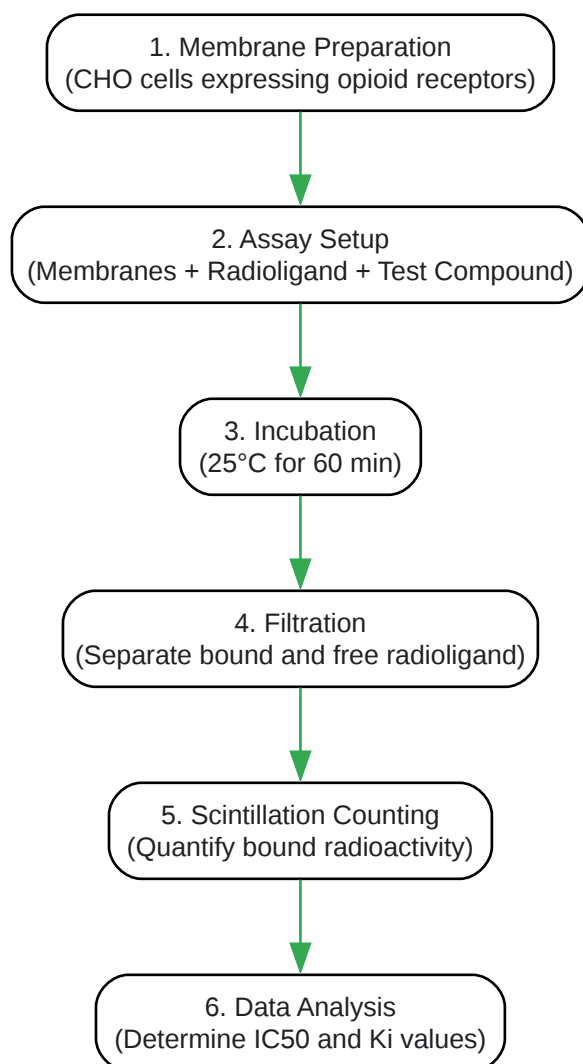 1. Membrane Preparation
(CHO cells expressing opioid receptors)
2. Assay Setup
(Membranes + Radioligand + Test Compound)
3. Incubation
(25°C for 60 min)
4. Filtration
(Separate bound and free radioligand)
5. Scintillation Counting
(Quantify bound radioactivity)
6. Data Analysis
(Determine IC50 and Ki values)